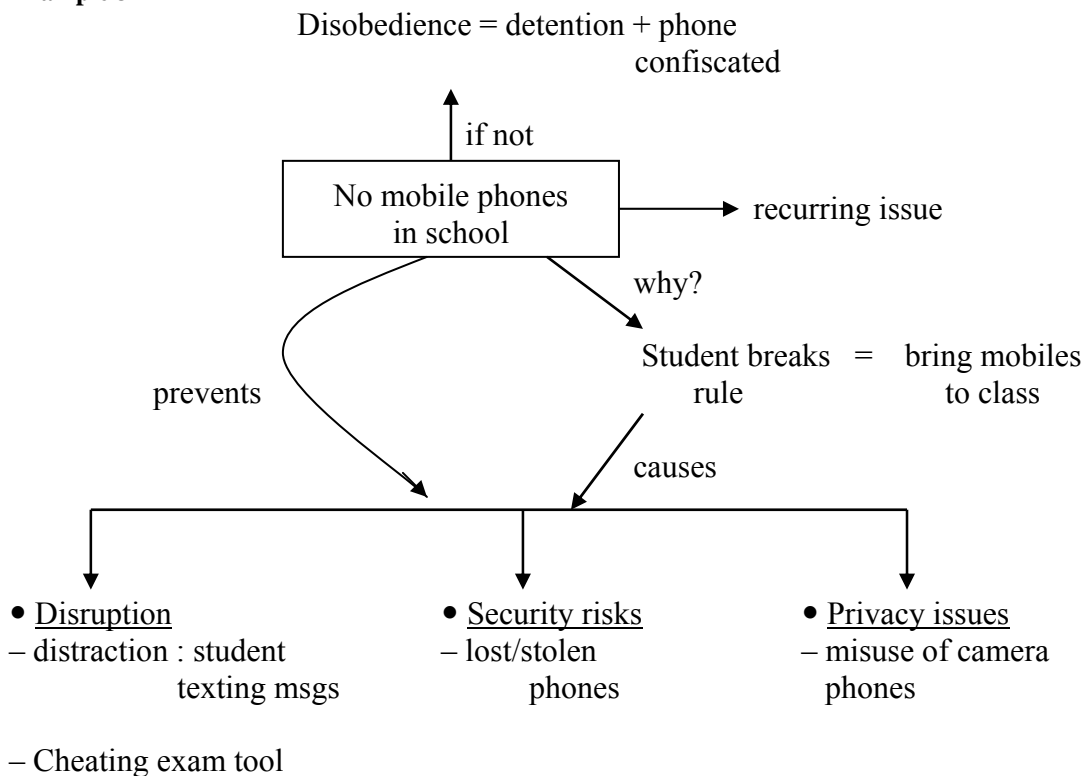 Disobedience = detention + phone
confiscated
if not
No mobile phones
in school
recurring issue
why?
Student breaks = bring mobiles
rule to class
prevents
causes
• Disruption
– distraction : student
texting msgs
– Cheating exam tool
• Security risks
– lost/stolen
phones
• Privacy issues
– misuse of camera
phones